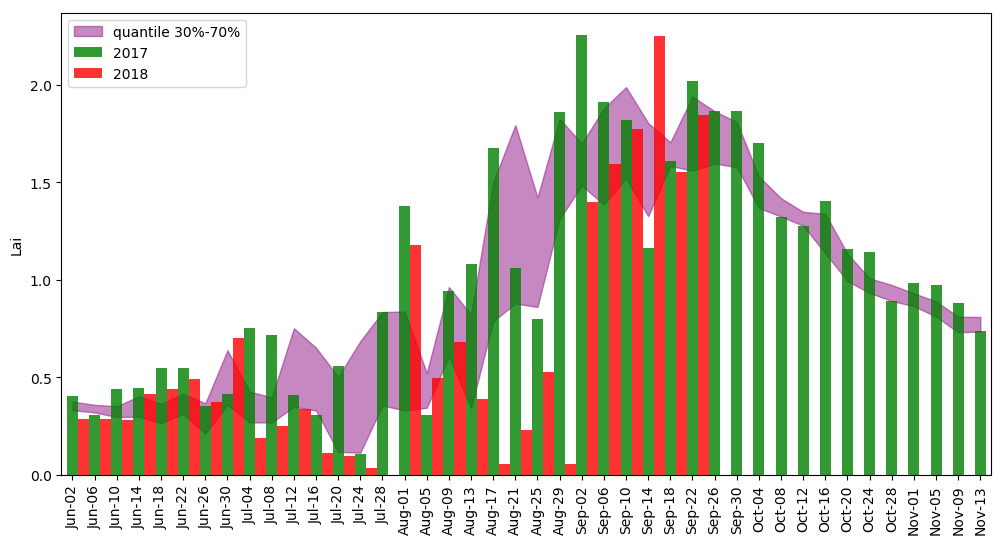 quantile 30%-70%
2017
2018
Lai
2.0
1.5
1.0
0.5
0.0
Jun-02
Jun-06
Jun-10
Jun-14
Jun-18
Jun-22
Jun-26
Jun-30
Jul-04
Jul-08
Jul-12
Jul-16
Jul-20
Jul-24
Jul-28
Aug-01
Aug-05
Aug-09
Aug-13
Aug-17
Aug-21
Aug-25
Aug-29
Sep-02
Sep-06
Sep-10
Sep-14
Sep-18
Sep-22
Sep-26
Sep-30
Oct-04
Oct-08
Oct-12
Oct-16
Oct-20
Oct-24
Oct-28
Nov-01
Nov-05
Nov-09
Nov-13